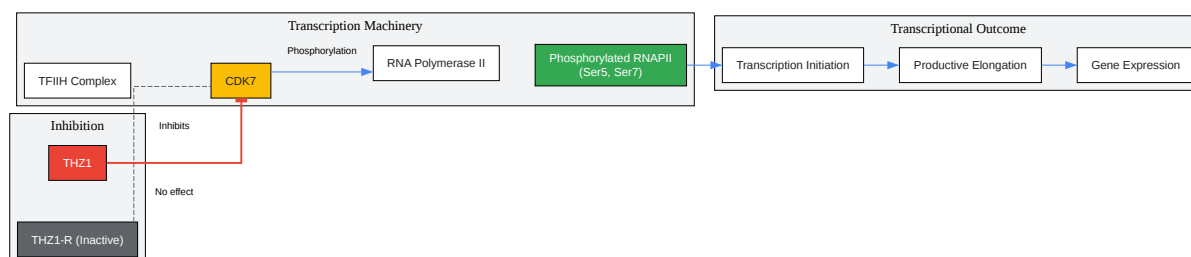 Transcription Machinery
Transcriptional Outcome
Phosphorylation
TFIIH Complex
CDK7
RNA Polymerase II
Phosphorylated RNAPII
(Ser5, Ser7)
Transcription Initiation
Productive Elongation
Gene Expression
Inhibition
Inhibits
THZ1
No effect
THZ1-R (Inactive)